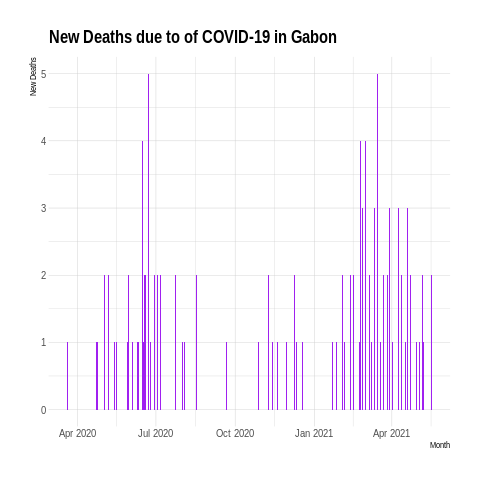 New Deaths due to of COVID-19 in Gabon
New Deaths
5
4
3
2
1
0
Apr 2020 Jul 2020 Oct 2020 Jan 2021 Apr 2021
Month